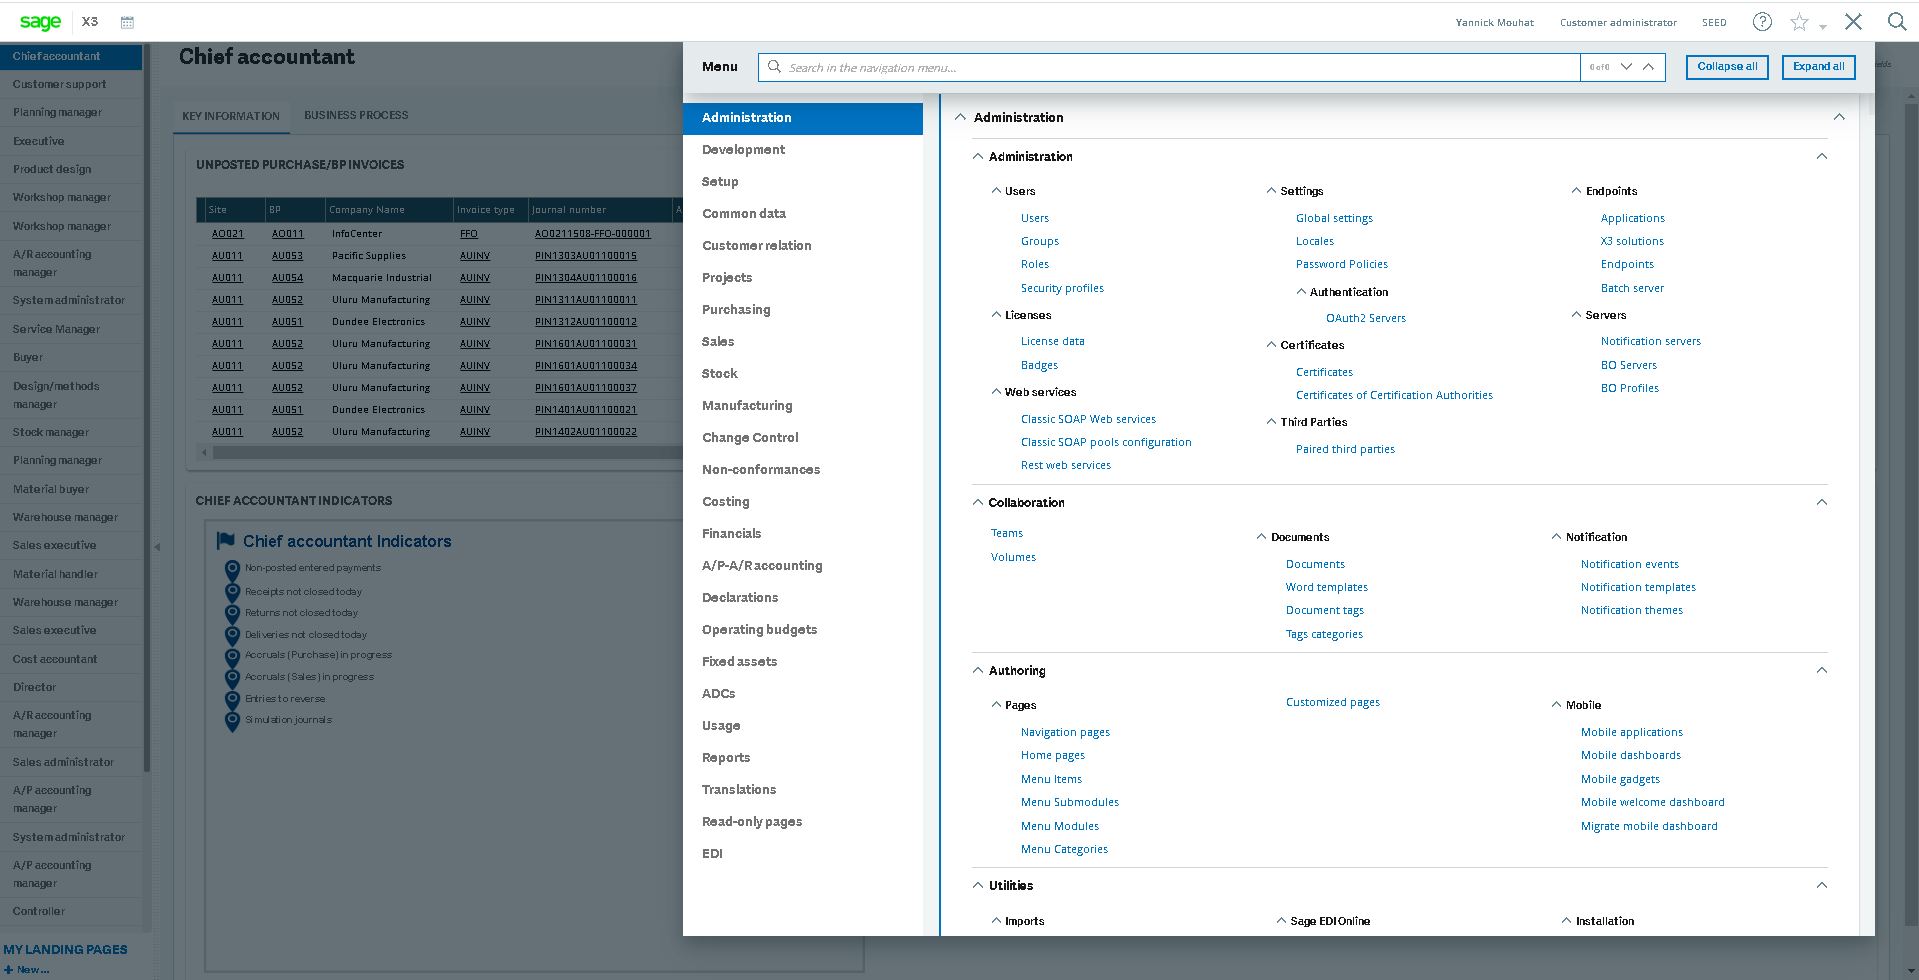 sage X3
Yannick Mouhat Customer administrator SEED
Chief accountant
Customer support
Planning manager
Executive
Product design
Workshop manager
Workshop manager
A/R accounting
manager
System administrator
Service Manager
Buyer
Design/methods
manager
Stock manager
Planning manager
Material buyer
Warehouse manager
Sales executive
Material handler
Warehouse manager
Sales executive
Cost accountant
Director
A/R accounting
manager
Sales administrator
A/P accounting
manager
System administrator
A/P accounting
manager
Controller
MY LANDING PAGES
+ New...
Chief accountant
KEY INFORMATION BUSINESS PROCESS
UNPOSTED PURCHASE/BP INVOICES
Site BP Company Name Invoice type Journal number A
AO021 AO011 InfoCenter FFO AO0211508-FFO-000001
AU011 AU053 Pacific Supplies AUINV PIN1303AU01100015
AU011 AU054 Macquarie Industrial AUINV PIN1304AU01100016
AU011 AU052 Uluru Manufacturing AUINV PIN1311AU01100011
AU011 AU051 Dundee Electronics AUINV PIN1312AU01100012
AU011 AU052 Uluru Manufacturing AUINV PIN1601AU01100031
AU011 AU052 Uluru Manufacturing AUINV PIN1601AU01100034
AU011 AU052 Uluru Manufacturing AUINV PIN1601AU01100037
AU011 AU051 Dundee Electronics AUINV PIN1401AU01100021
AU011 AU052 Uluru Manufacturing AUINV PIN1402AU01100022
CHIEF ACCOUNTANT INDICATORS
Chief accountant Indicators
Non-posted entered payments
Receipts not closed today
Returns not closed today
Deliveries not closed today
Accruals (Purchase) in progress
Accruals (Sales) in progress
Entries to reverse
Simulation journals
Menu Search in the navigation menu... 0 of 0 Collapse all Expand all
Administration
Development
Setup
Common data
Customer relation
Projects
Purchasing
Sales
Stock
Manufacturing
Change Control
Non-conformances
Costing
Financials
A/P-A/R accounting
Declarations
Operating budgets
Fixed assets
ADCs
Usage
Reports
Translations
Read-only pages
EDI
Administration
Administration
Users
Users
Groups
Roles
Security profiles
Licenses
License data
Badges
Web services
Classic SOAP Web services
Classic SOAP pools configuration
Rest web services
Settings
Global settings
Locales
Password Policies
Authentication
OAuth2 Servers
Certificates
Certificates
Certificates of Certification Authorities
Third Parties
Paired third parties
Endpoints
Applications
X3 solutions
Endpoints
Batch server
Servers
Notification servers
BO Servers
BO Profiles
Collaboration
Teams
Volumes
Documents
Documents
Word templates
Document tags
Tags categories
Notification
Notification events
Notification templates
Notification themes
Authoring
Pages
Navigation pages
Home pages
Menu Items
Menu Submodules
Menu Modules
Menu Categories
Customized pages
Mobile
Mobile applications
Mobile dashboards
Mobile gadgets
Mobile welcome dashboard
Migrate mobile dashboard
Utilities
Imports Sage EDI Online Installation